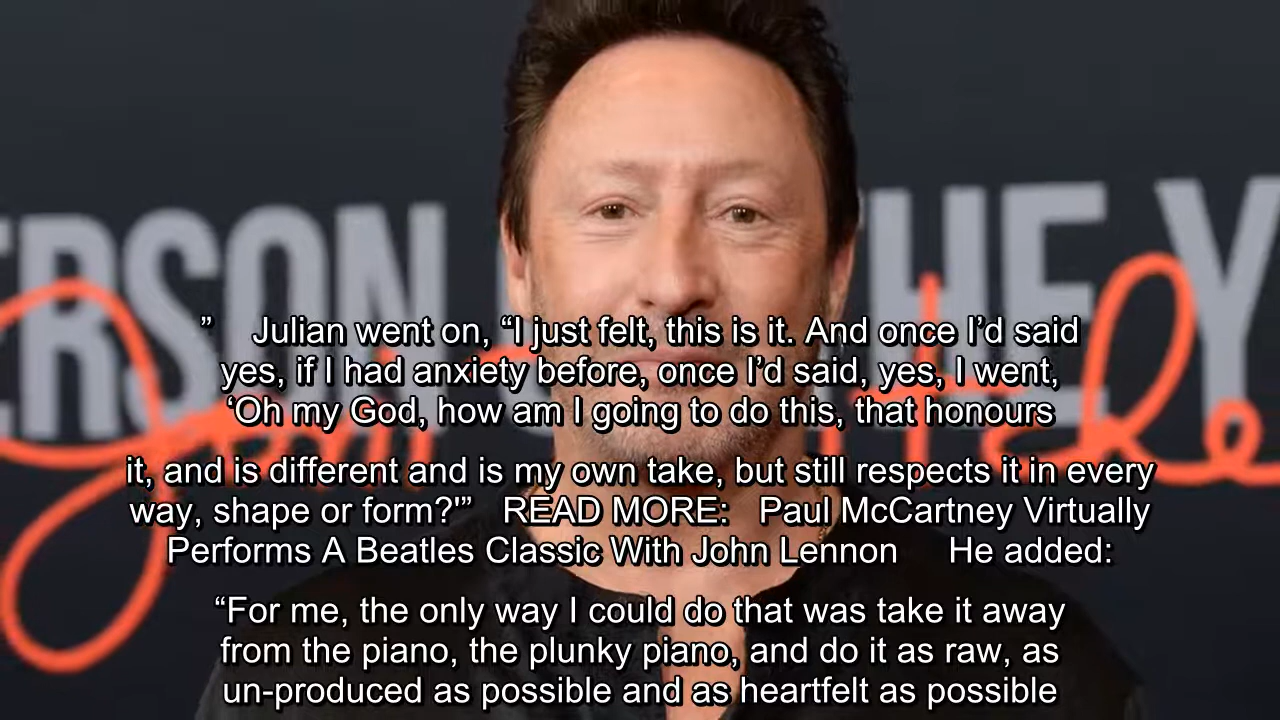 ERSON
HE Y
” Julian went on, “I just felt, this is it. And once I’d said
yes, if I had anxiety before, once I’d said, yes, I went,
‘Oh my God, how am I going to do this, that honours
it, and is different and is my own take, but still respects it in every
way, shape or form?'” READ MORE: Paul McCartney Virtually
Performs A Beatles Classic With John Lennon He added:
“For me, the only way I could do that was take it away
from the piano, the plunky piano, and do it as raw, as
un-produced as possible and as heartfelt as possible